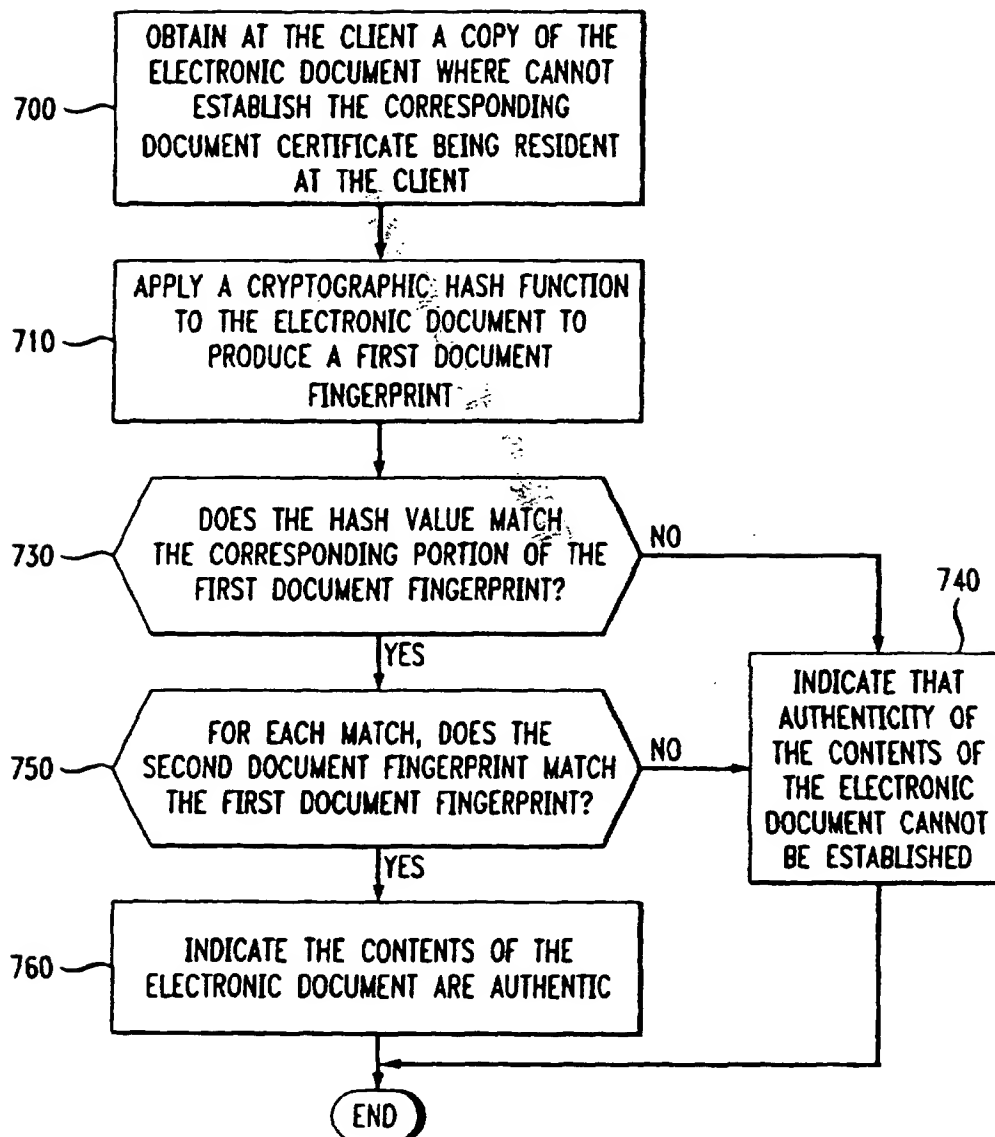 700
OBTAIN AT THE CLIENT A COPY OF THE
ELECTRONIC DOCUMENT WHERE CANNOT
ESTABLISH THE CORRESPONDING
DOCUMENT CERTIFICATE BEING RESIDENT
AT THE CLIENT
710
APPLY A CRYPTOGRAPHIC HASH FUNCTION
TO THE ELECTRONIC DOCUMENT TO
PRODUCE A FIRST DOCUMENT
FINGERPRINT
730
DOES THE HASH VALUE MATCH
THE CORRESPONDING PORTION OF THE
FIRST DOCUMENT FINGERPRINT?
NO
YES
740
INDICATE THAT
AUTHENTICITY OF
THE CONTENTS OF
THE ELECTRONIC
DOCUMENT CANNOT
BE ESTABLISHED
750
FOR EACH MATCH, DOES THE
SECOND DOCUMENT FINGERPRINT MATCH
THE FIRST DOCUMENT FINGERPRINT?
NO
YES
760
INDICATE THE CONTENTS OF THE
ELECTRONIC DOCUMENT ARE AUTHENTIC
END